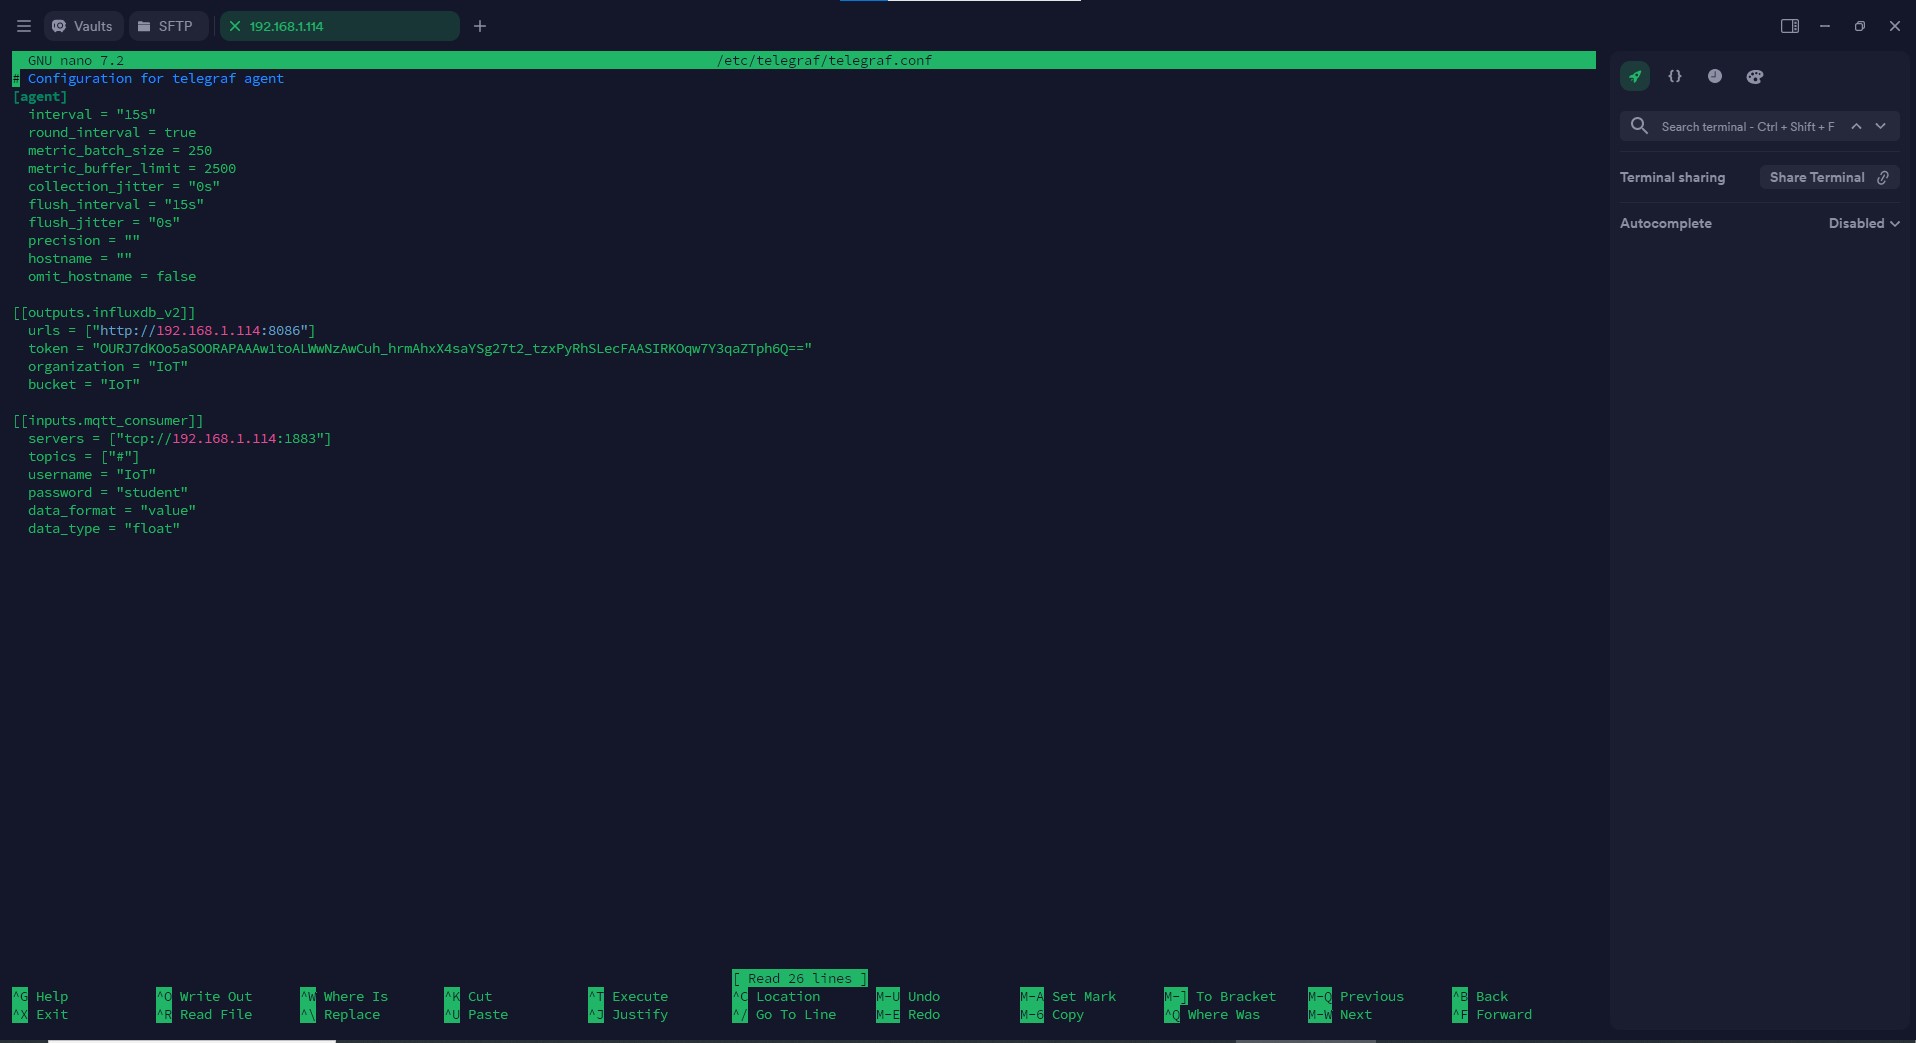 Vaults SFTP 192.168.1.114
GNU nano 7.2 /etc/telegraf/telegraf.conf
# Configuration for telegraf agent
[agent]
interval = "15s"
round_interval = true
metric_batch_size = 250
metric_buffer_limit = 2500
collection_jitter = "0s"
flush_interval = "15s"
flush_jitter = "0s"
precision = ""
hostname = ""
omit_hostname = false
[[outputs.influxdb_v2]]
urls = ["http://192.168.1.114:8086"]
token = "OURJ7dKOo5aSOORAPAAAw1toALWwNzAwCuh_hrmAhxX4saYSg27t2_tzxPyRhSLecFAASIRKOqw7Y3qaZTph6Q=="
organization = "IoT"
bucket = "IoT"
[[inputs.mqtt_consumer]]
servers = ["tcp://192.168.1.114:1883"]
topics = ["#"]
username = "IoT"
password = "student"
data_format = "value"
data_type = "float"
[ Read 26 lines ]
^G Help ^O Write Out ^W Where Is ^K Cut ^T Execute ^C Location M-U Undo M-A Set Mark M-] To Bracket M-Q Previous ^B Back
^X Exit ^R Read File ^\ Replace ^U Paste ^J Justify ^/ Go To Line M-E Redo M-6 Copy ^Q Where Was M-W Next ^F Forward
{}
Search terminal - Ctrl + Shift + F
Terminal sharing Share Terminal
Autocomplete Disabled